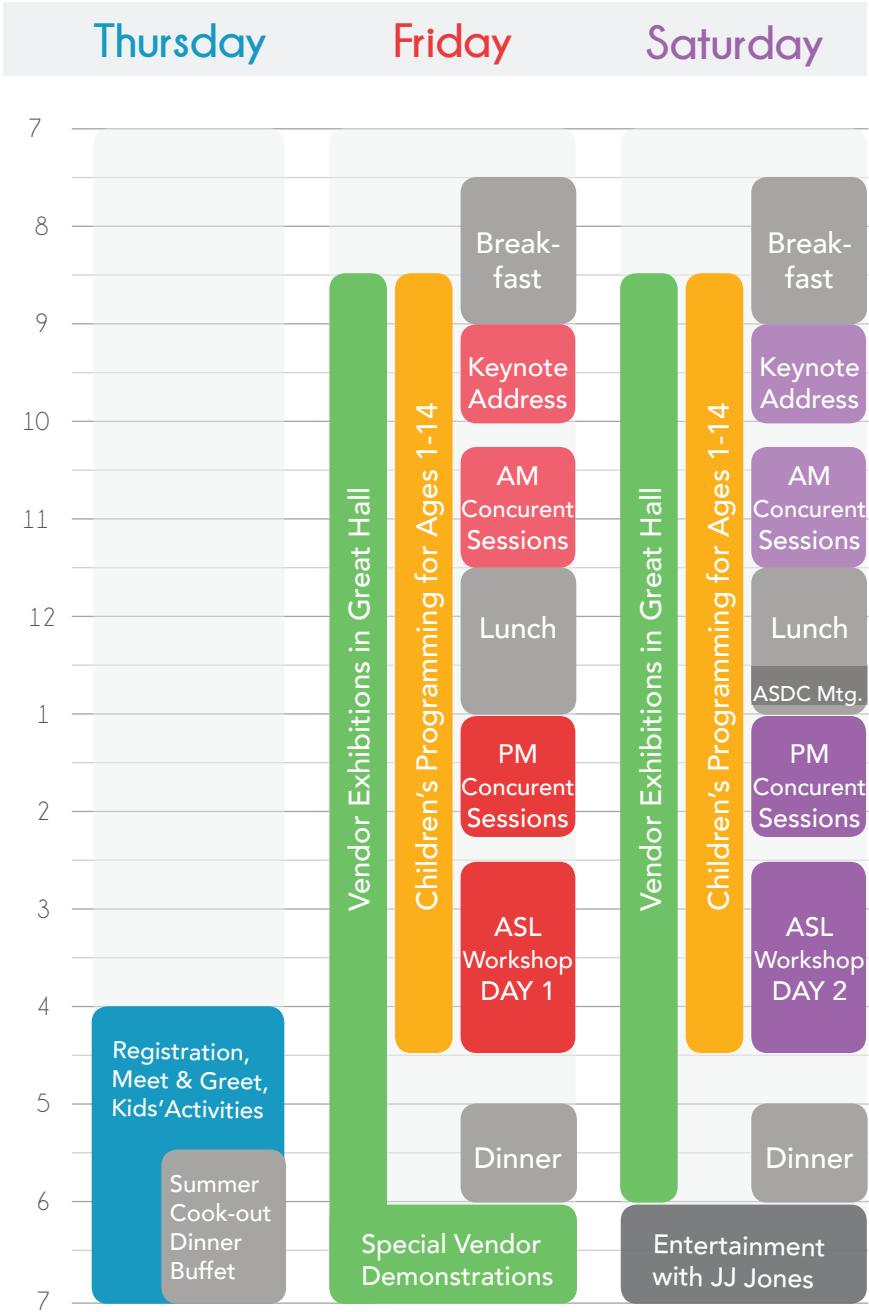 Thursday
Friday
Saturday
7
8
9
10
11
12
1
2
3
4
5
6
7
Registration,
Meet & Greet,
Kids'Activities
Summer
Cook-out
Dinner
Buffet
Vendor Exhibitions in Great Hall
Children's Programming for Ages 1-14
Break-
fast
Keynote
Address
AM
Concurent
Sessions
Lunch
PM
Concurent
Sessions
ASL
Workshop
DAY 1
Dinner
Special Vendor
Demonstrations
Vendor Exhibitions in Great Hall
Children's Programming for Ages 1-14
Break-
fast
Keynote
Address
AM
Concurent
Sessions
Lunch
ASDC Mtg.
PM
Concurent
Sessions
ASL
Workshop
DAY 2
Dinner
Entertainment
with JJ Jones